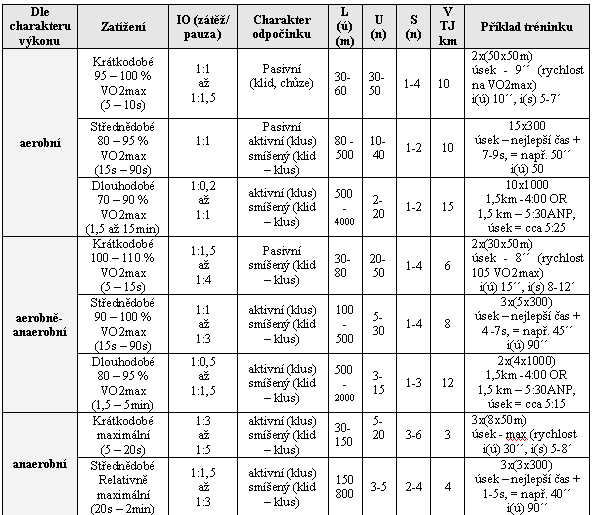 Dle charakteru výkonu | Zatížení | IO (zátěž/ pauza) | Charakter odpočinku | L (ú) (m) | U (n) | S (n) | V TJ km | Příklad tréninku
aerobní
Krátkodobé
95 – 100 %
VO2max
(5 – 10s)
1:1
až
1:1,5
Pasivní
(klid, chůze)
30-
60
30-
50
1-4
10
2x(50x50m)
úsek - 9´´ (rychlost
na VO2max)
i(ú) 10´´, i(s) 5-7´
Střednědobé
80 – 95 %
VO2max
(15s – 90s)
1:1
Pasivní
aktivní (klus)
smíšený (klid
– klus)
80 -
500
10-
40
1-2
10
15x300
úsek – nejlepší čas +
7-9s, = např. 50´´
i(ú) 50
Dlouhodobé
70 – 90 %
VO2max
(1,5 až 15min)
1:0,2
až
1:1
aktivní (klus)
smíšený (klid
– klus)
500
-
4000
2-
20
1-2
15
10x1000
1,5km -4:00 OR
1,5 km – 5:30ANP,
úsek = cca 5:25
aerobně-
anaerobní
Krátkodobé
100 – 110 %
VO2max
(5 – 15s)
1:1,5
až
1:4
Pasivní
smíšený (klid
– klus)
30-
80
20-
50
1-4
6
2x(30x50m)
úsek - 8´´ (rychlost
105 VO2max)
i(ú) 15´´, i(s) 8-12´
Střednědobé
90 – 100 %
VO2max
(15s – 90s)
1:1
až
1:3
aktivní (klus)
smíšený (klid
– klus)
100
-
500
5-
30
1-4
8
3x(5x300)
úsek – nejlepší čas +
4 -7s, = např. 45´´
i(ú) 90´´
Dlouhodobé
80 – 95 %
VO2max
(1,5 – 5min)
1:0,5
až
1:1,5
aktivní (klus)
smíšený (klid
– klus)
500
-
2000
3-
15
1-3
12
2x(4x1000)
1,5km -4:00 OR
1,5 km – 5:30ANP,
úsek = cca 5:15
anaerobní
Krátkodobé
maximální
(5 – 20s)
1:3
až
1:5
aktivní (klus)
smíšený (klid
– klus)
30-
150
5-
20
3-6
3
3x(8x50m)
úsek - max (rychlost
i(ú) 30´´, i(s) 5-8´
Střednědobé
Relativně
maximální
(20s – 2min)
1:1,5
až
1:3
aktivní (klus)
smíšený (klid
– klus)
150
800
3-5
2-4
4
3x(3x300)
úsek – nejlepší čas +
1-5s, = např. 40´´
i(ú) 90´´